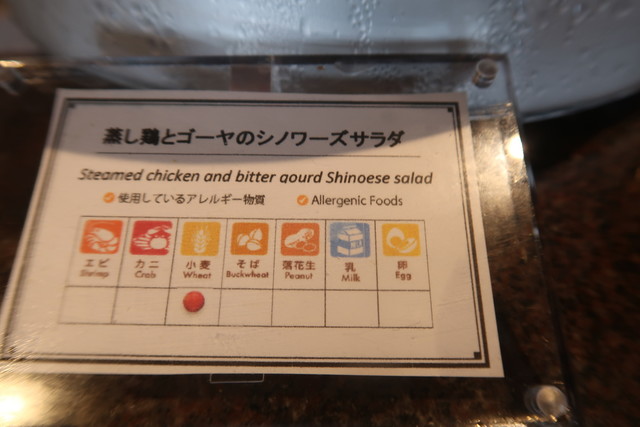 蒸し鶏とゴーヤのシノワーズサラダ
Steamed chicken and bitter gourd Shinoese salad
使用しているアレルギー物質 Allergenic Foods
エビ カニ 小麦 そば 落花生 乳 卵
Shrimp Crab Wheat Buckwheat Peanut Milk Egg